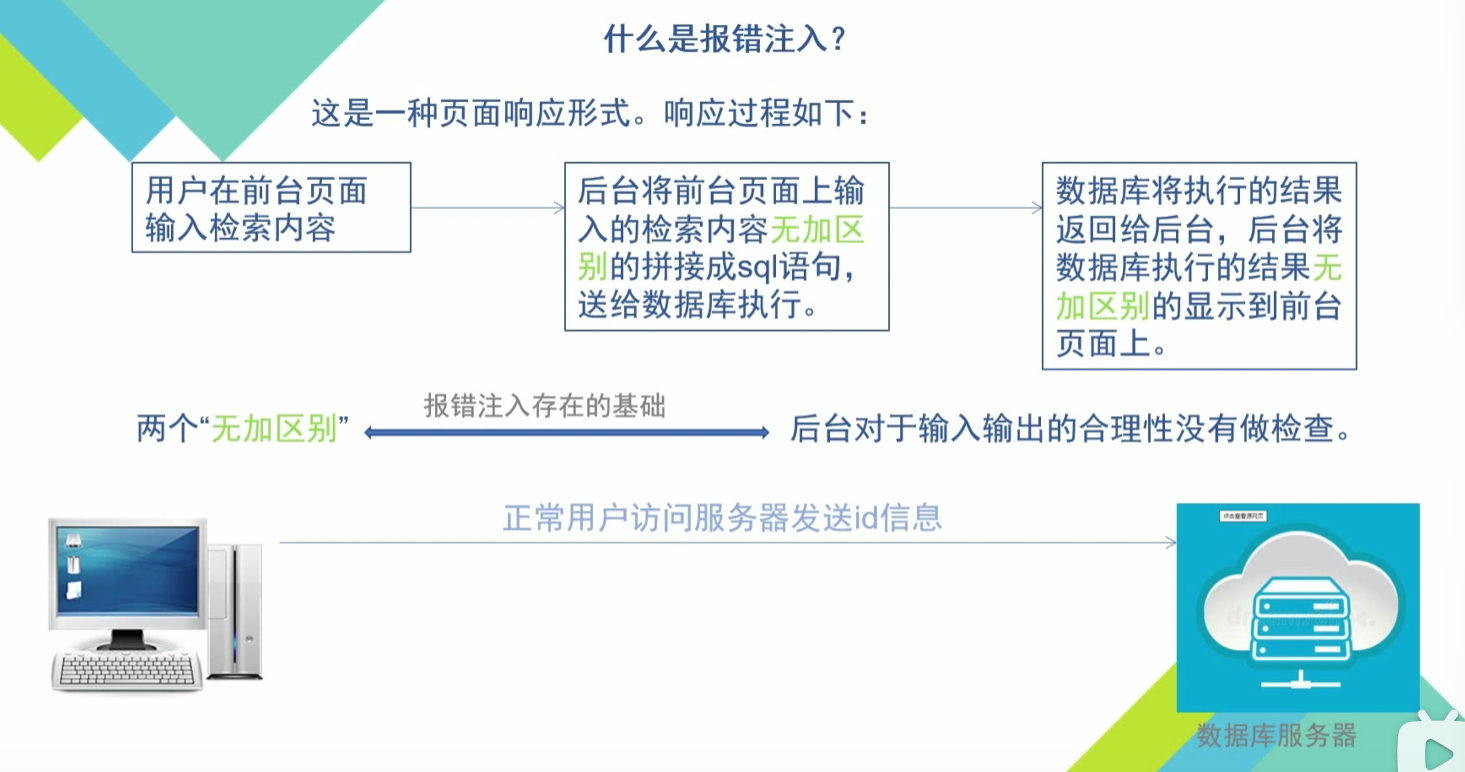 什么是报错注入？
这是一种页面响应形式。响应过程如下：
用户在前台页面
输入检索内容
后台将前台页面上输
入的检索内容无加区
别的拼接成sql语句，
送给数据库执行。
数据库将执行的结果
返回给后台，后台将
数据库执行的结果无
加区别的显示到前台
页面上。
报错注入存在的基础
两个“无加区别”
后台对于输入输出的合理性没有做检查。
正常用户访问服务器发送id信息
点击查看源网页
数据库服务器